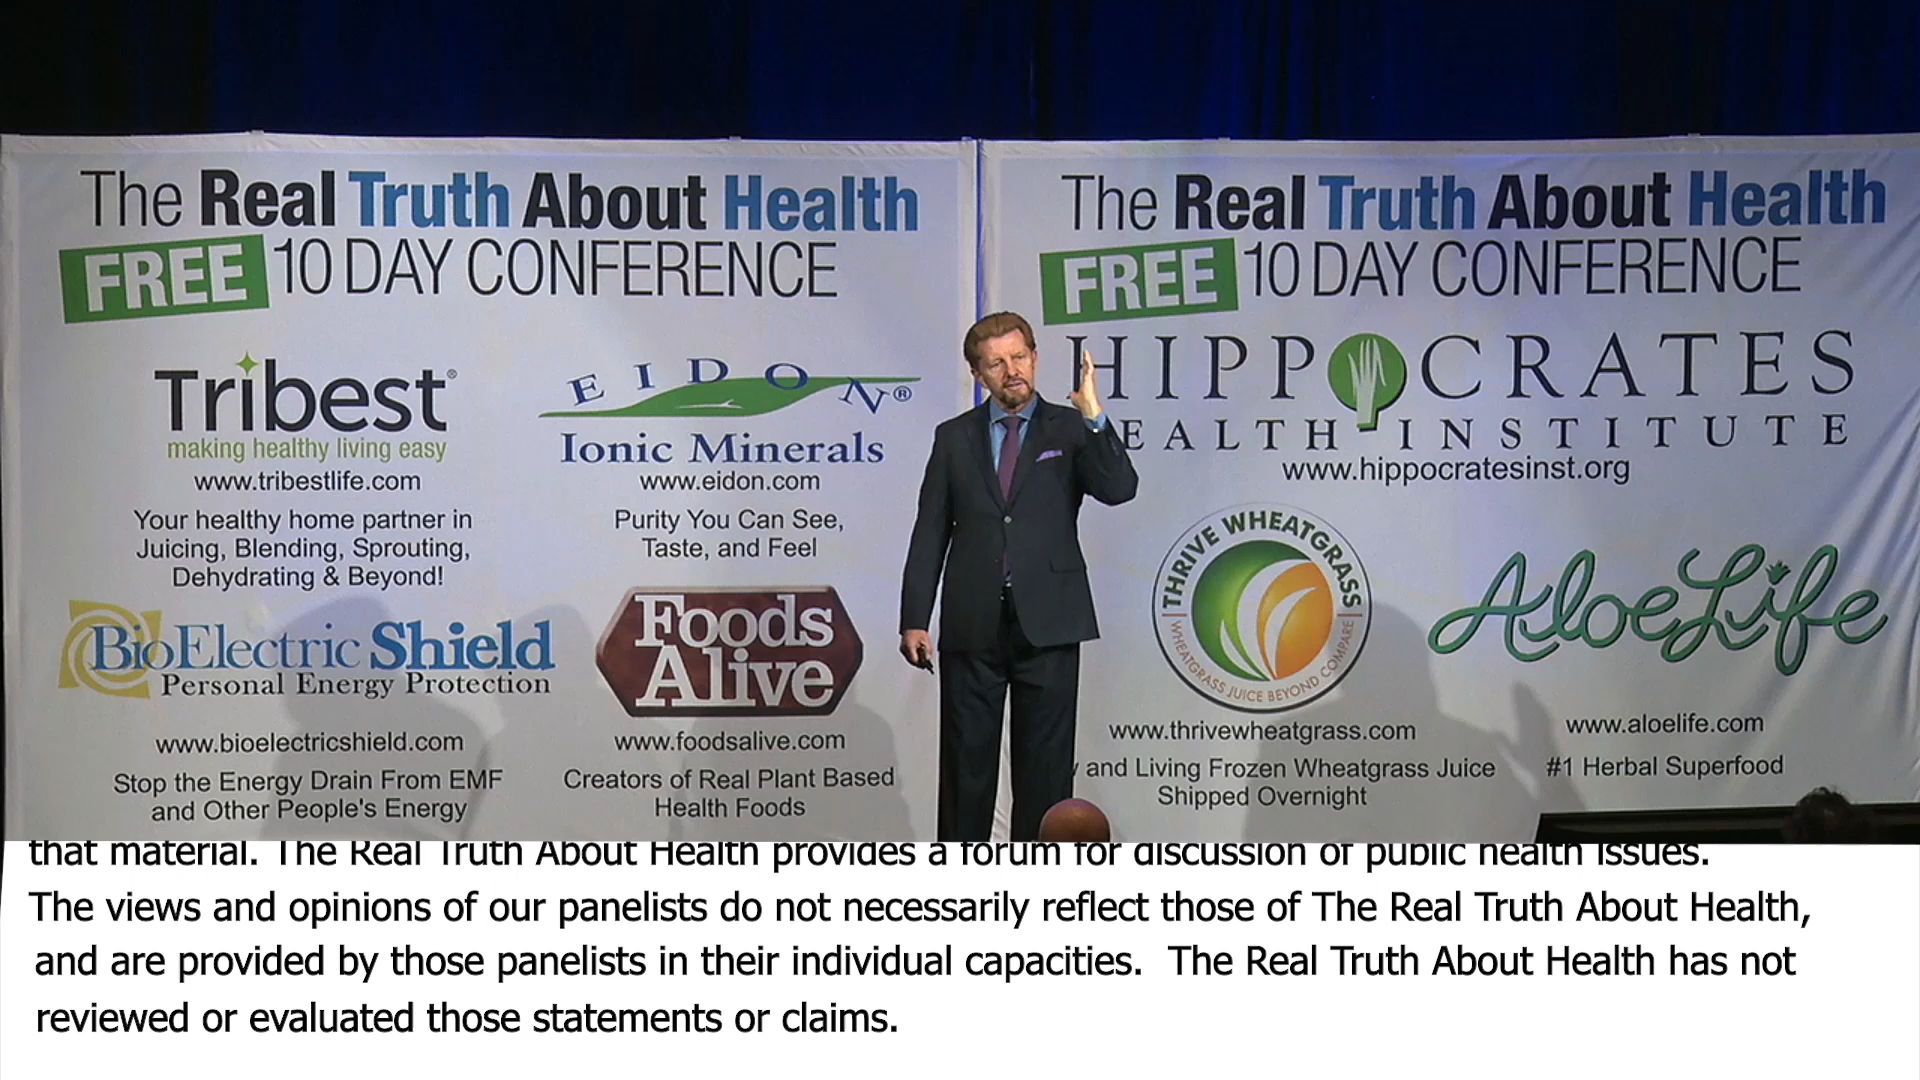 The Real Truth About Health
FREE 10 DAY CONFERENCE
Tribest®
making healthy living easy
www.tribestlife.com
Your healthy home partner in
Juicing, Blending, Sprouting,
Dehydrating & Beyond!
EIDON®
Ionic Minerals
www.eidon.com
Purity You Can See,
Taste, and Feel
BioElectric Shield
Personal Energy Protection
www.bioelectricshield.com
Stop the Energy Drain From EMF
and Other People's Energy
Foods
Alive
www.foodsalive.com
Creators of Real Plant Based
Health Foods
The Real Truth About Health
FREE 10 DAY CONFERENCE
HIPPOCRATES
EALTH INSTITUTE
www.hippocratesinst.org
THRIVE WHEATGRASS
WHEATGRASS JUICE BEYOND COMPARE
www.thrivewheatgrass.com
and Living Frozen Wheatgrass Juice
Shipped Overnight
AloeLife
www.aloelife.com
#1 Herbal Superfood
that material. The Real Truth About Health provides a forum for discussion of public health issues.
The views and opinions of our panelists do not necessarily reflect those of The Real Truth About Health,
and are provided by those panelists in their individual capacities. The Real Truth About Health has not
reviewed or evaluated those statements or claims.